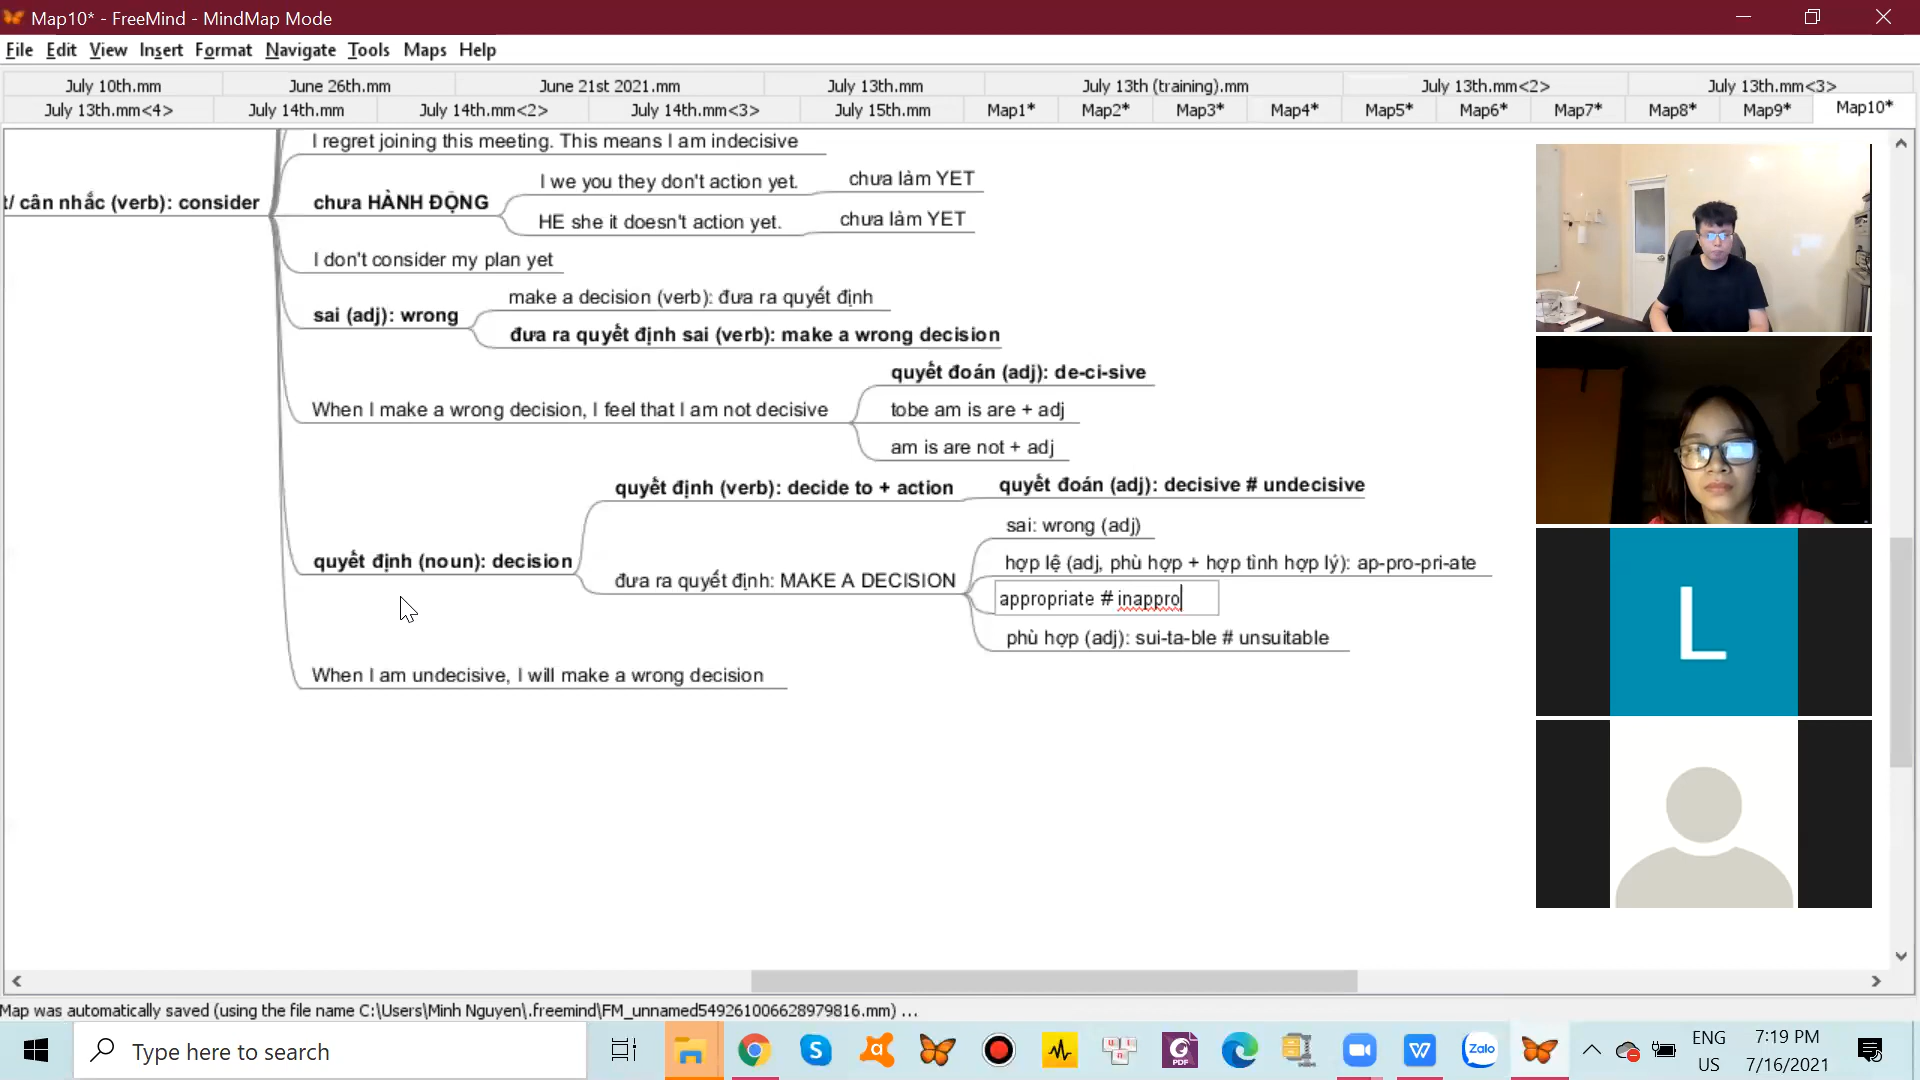 Map10* - FreeMind - MindMap Mode
File Edit View Insert Format Navigate Tools Maps Help
July 10th.mm June 26th.mm June 21st 2021.mm July 13th.mm July 13th (training).mm July 13th.mm<2> July 13th.mm<3>
July 13th.mm<4> July 14th.mm July 14th.mm<2> July 14th.mm<3> July 15th.mm Map1* Map2* Map3* Map4* Map5* Map6* Map7* Map8* Map9* Map10*
I regret joining this meeting. This means I am indecisive
t/ cân nhắc (verb): consider
chưa HÀNH ĐỘNG
I we you they don't action yet.
chưa làm YET
HE she it doesn't action yet.
chưa làm YET
I don't consider my plan yet
sai (adj): wrong
make a decision (verb): đưa ra quyết định
đưa ra quyết định sai (verb): make a wrong decision
When I make a wrong decision, I feel that I am not decisive
quyết đoán (adj): de-ci-sive
tobe am is are + adj
am is are not + adj
quyết định (noun): decision
quyết định (verb): decide to + action
quyết đoán (adj): decisive # undecisive
đưa ra quyết định: MAKE A DECISION
sai: wrong (adj)
hợp lệ (adj, phù hợp + hợp tình hợp lý): ap-pro-pri-ate
appropriate # inappro
phù hợp (adj): sui-ta-ble # unsuitable
When I am undecisive, I will make a wrong decision
L
Map was automatically saved (using the file name C:\Users\Minh Nguyen\.freemind\FM_unnamed549261006628979816.mm) ...
Type here to search
Zalo
ENG
US
7:19 PM
7/16/2021